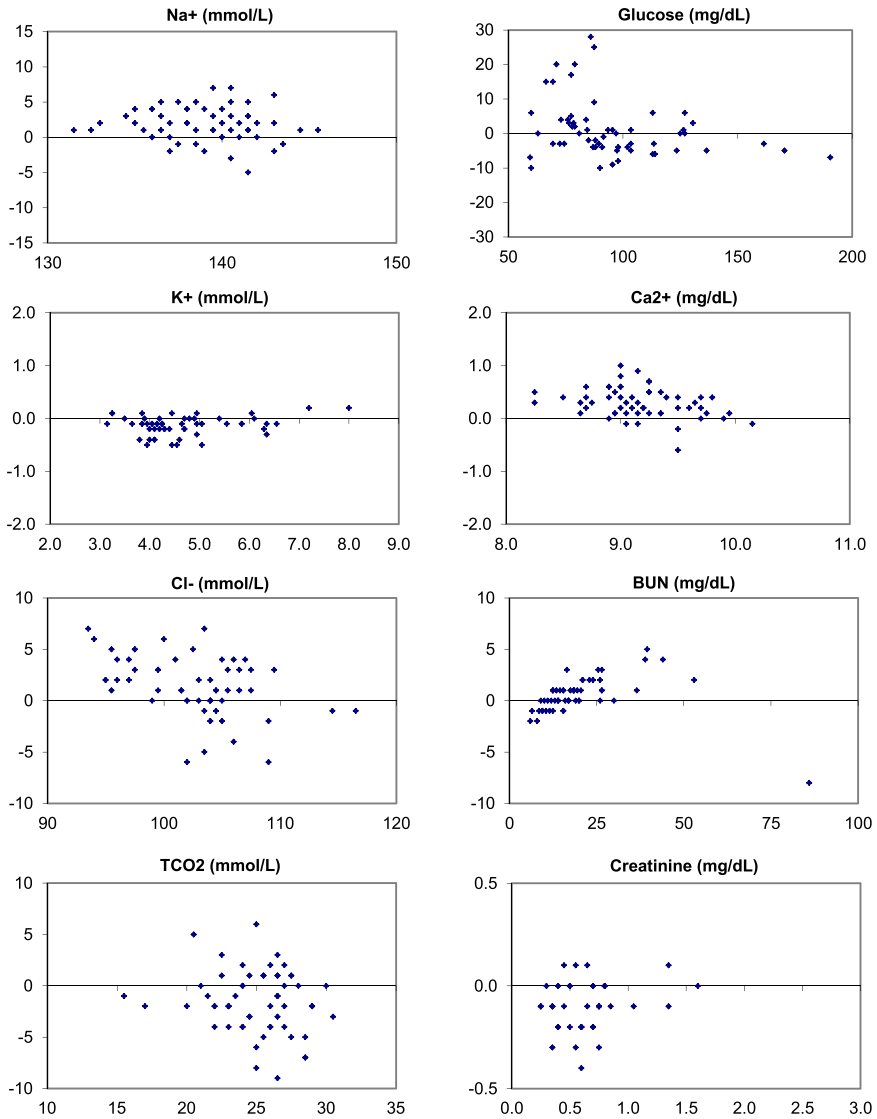 Na+ (mmol/L)
15
10
5
0
-5
-10
-15
130 140 150
Glucose (mg/dL)
30
20
10
0
-10
-20
-30
50 100 150 200
K+ (mmol/L)
2.0
1.0
0.0
-1.0
-2.0
2.0 3.0 4.0 5.0 6.0 7.0 8.0 9.0
Ca2+ (mg/dL)
2.0
1.0
0.0
-1.0
-2.0
8.0 9.0 10.0 11.0
Cl- (mmol/L)
10
5
0
-5
-10
90 100 110 120
BUN (mg/dL)
10
5
0
-5
-10
0 25 50 75 100
TCO2 (mmol/L)
10
5
0
-5
-10
10 15 20 25 30 35
Creatinine (mg/dL)
0.5
0.0
-0.5
0.0 0.5 1.0 1.5 2.0 2.5 3.0